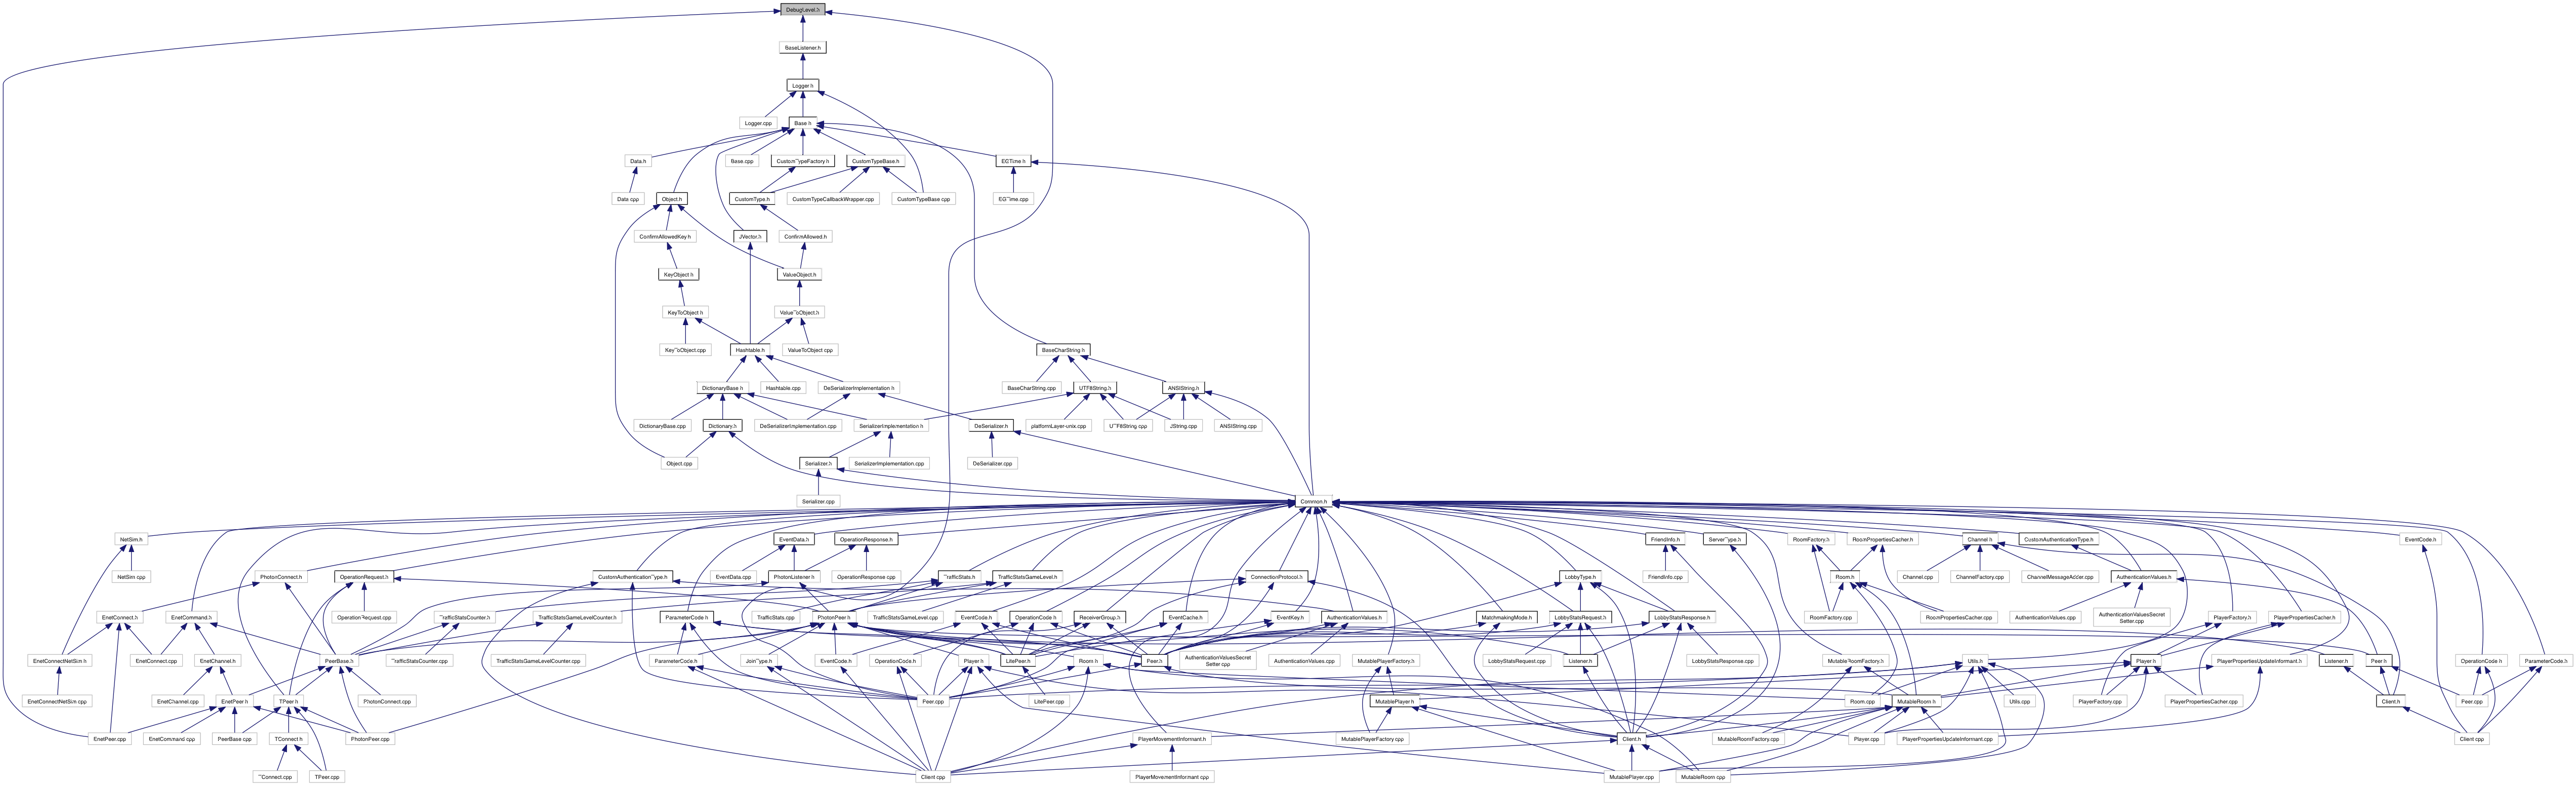 DebugLevel.h
BaseListener.h
Logger.h
Logger.cpp
Base.h
Data.h
Base.cpp
CustomTypeFactory.h
CustomTypeBase.h
EGTime.h
Data.cpp
Object.h
CustomType.h
CustomTypeCallbackWrapper.cpp
CustomTypeBase.cpp
EGTime.cpp
ConfirmAllowedKey.h
JVector.h
ConfirmAllowed.h
KeyObject.h
ValueObject.h
KeyToObject.h
ValueToObject.h
KeyToObject.cpp
Hashtable.h
ValueToObject.cpp
BaseCharString.h
DictionaryBase.h
Hashtable.cpp
DeSerializerImplementation.h
BaseCharString.cpp
UTF8String.h
ANSIString.h
DictionaryBase.cpp
Dictionary.h
DeSerializerImplementation.cpp
SerializerImplementation.h
DeSerializer.h
platformLayer-unix.cpp
UTF8String.cpp
JString.cpp
ANSIString.cpp
Object.cpp
Serializer.h
SerializerImplementation.cpp
DeSerializer.cpp
Serializer.cpp
Common.h
NetSim.h
EventData.h
OperationResponse.h
FriendInfo.h
ServerType.h
RoomFactory.h
RoomPropertiesCacher.h
Channel.h
CustomAuthenticationType.h
EventCode.h
NetSim.cpp
PhotonConnect.h
OperationRequest.h
CustomAuthenticationType.h
EventData.cpp
PhotonListener.h
OperationResponse.cpp
TrafficStats.h
TrafficStatsGameLevel.h
ConnectionProtocol.h
LobbyType.h
FriendInfo.cpp
Room.h
Channel.cpp
ChannelFactory.cpp
ChannelMessageAdder.cpp
AuthenticationValues.h
EnetConnect.h
EnetCommand.h
OperationRequest.cpp
TrafficStatsCounter.h
TrafficStatsGameLevelCounter.h
ParameterCode.h
TrafficStats.cpp
PhotonPeer.h
TrafficStatsGameLevel.cpp
EventCode.h
OperationCode.h
ReceiverGroup.h
EventCache.h
EventKey.h
AuthenticationValues.h
MatchmakingMode.h
LobbyStatsRequest.h
LobbyStatsResponse.h
RoomFactory.cpp
RoomPropertiesCacher.cpp
AuthenticationValues.cpp
AuthenticationValuesSecret
Setter.cpp
PlayerFactory.h
PlayerPropertiesCacher.h
EnetConnectNetSim.h
EnetConnect.cpp
EnetChannel.h
PeerBase.h
TrafficStatsCounter.cpp
TrafficStatsGameLevelCounter.cpp
ParameterCode.h
JoinType.h
EventCode.h
OperationCode.h
Player.h
LitePeer.h
Room.h
Peer.h
AuthenticationValuesSecret
Setter.cpp
AuthenticationValues.cpp
MutablePlayerFactory.h
LobbyStatsRequest.cpp
Listener.h
LobbyStatsResponse.cpp
MutableRoomFactory.h
Utils.h
Player.h
PlayerPropertiesUpdateInformant.h
Listener.h
Peer.h
OperationCode.h
ParameterCode.h
EnetConnectNetSim.cpp
EnetChannel.cpp
EnetPeer.h
TPeer.h
PhotonConnect.cpp
Peer.cpp
LitePeer.cpp
MutablePlayer.h
Room.cpp
MutableRoom.h
Utils.cpp
PlayerFactory.cpp
PlayerPropertiesCacher.cpp
Client.h
Peer.cpp
EnetPeer.cpp
EnetCommand.cpp
PeerBase.cpp
TConnect.h
PhotonPeer.cpp
PlayerMovementInformant.h
MutablePlayerFactory.cpp
Client.h
MutableRoomFactory.cpp
Player.cpp
PlayerPropertiesUpdateInformant.cpp
Client.cpp
TConnect.cpp
TPeer.cpp
Client.cpp
PlayerMovementInformant.cpp
MutablePlayer.cpp
MutableRoom.cpp